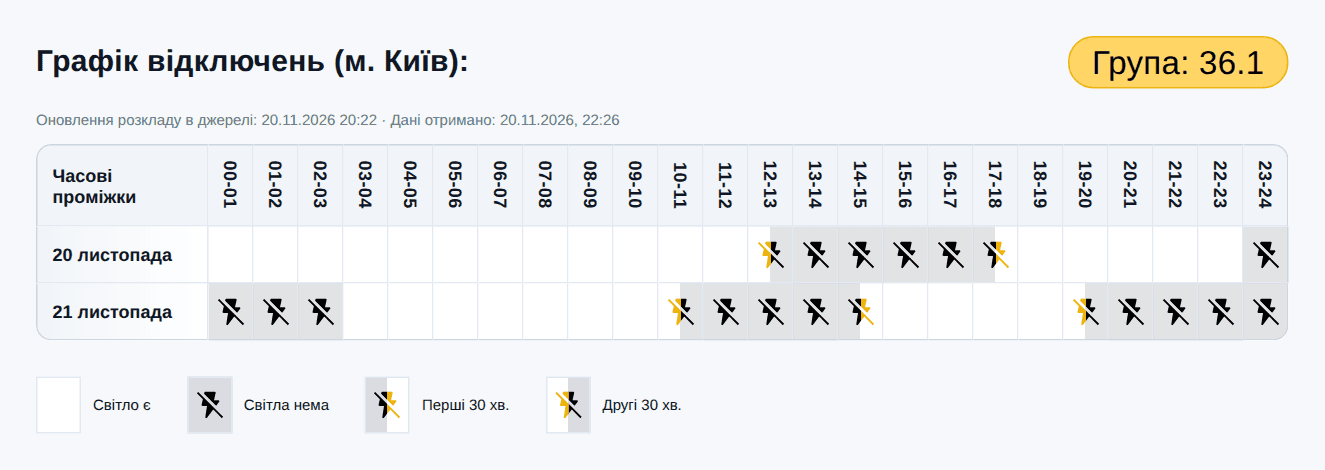 Графік відключень (м. Київ):
Група: 36.1
Оновлення розкладу в джерелі: 20.11.2026 20:22 · Дані отримано: 20.11.2026, 22:26
Часові
проміжки
00-01 01-02 02-03 03-04 04-05 05-06 06-07 07-08 08-09 09-10 10-11 11-12 12-13 13-14 14-15 15-16 16-17 17-18 18-19 19-20 20-21 21-22 22-23 23-24
20 листопада
21 листопада
Світло є
Світла нема
Перші 30 хв.
Другі 30 хв.